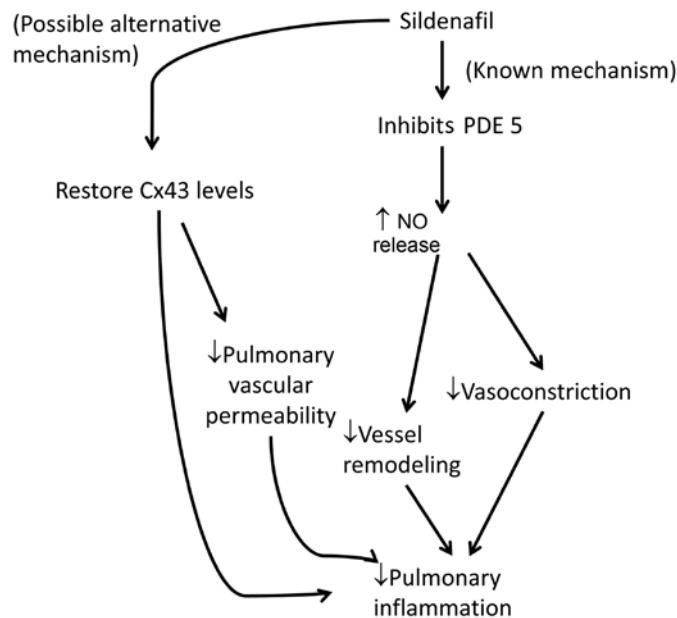 (Possible alternative
mechanism)
Sildenafil
(Known mechanism)
Inhibits PDE 5
Restore Cx43 levels
↑ NO
release
↓Pulmonary
vascular
permeability
↓Vasoconstriction
↓Vessel
remodeling
↓Pulmonary
inflammation